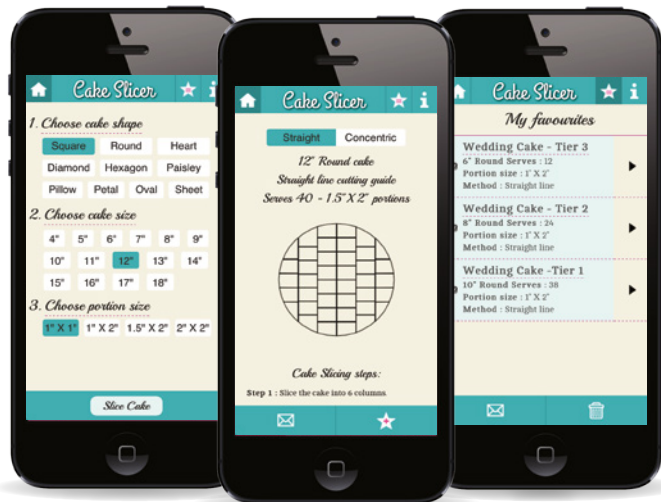 Cake Slicer
1. Choose cake shape
Square Round Heart
Diamond Hexagon Paisley
Pillow Petal Oval Sheet
2. Choose cake size
4" 5" 6" 7" 8" 9"
10" 11" 12" 13" 14"
15" 16" 17" 18"
3. Choose portion size
1" X 1" 1" X 2" 1.5" X 2" 2" X 2"
Slice Cake
Cake Slicer
Straight Concentric
12" Round cake
Straight line cutting guide
Serves 40 - 1.5" X 2" portions
Cake Slicing steps:
Step 1 : Slice the cake into 6 columns
Cake Slicer
My favourites
Wedding Cake - Tier 3
6" Round Serves : 12
Portion size : 1" X 2"
Method : Straight line
Wedding Cake - Tier 2
8" Round Serves : 24
Portion size : 1" X 2"
Method : Straight line
Wedding Cake -Tier 1
10" Round Serves : 38
Portion size : 1" X 2"
Method : Straight line